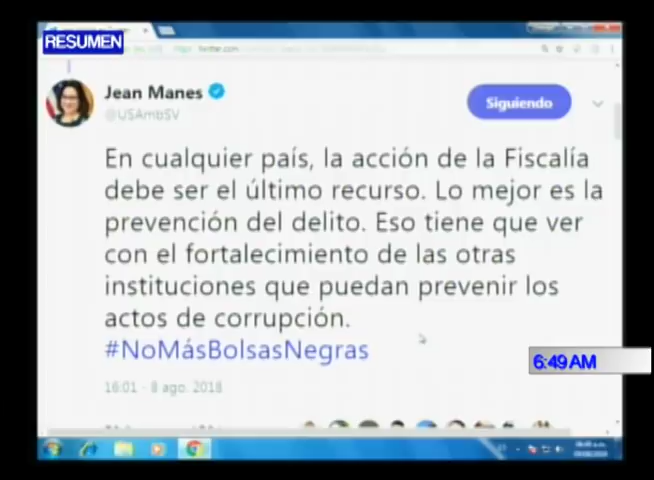 RESUMEN
Jean Manes
@USAmbSV
Siguiendo
En cualquier país, la acción de la Fiscalía
debe ser el último recurso. Lo mejor es la
prevención del delito. Eso tiene que ver
con el fortalecimiento de las otras
instituciones que puedan prevenir los
actos de corrupción.
#NoMásBolsasNegras
6:49 AM
16:01 - 8 ago. 2018